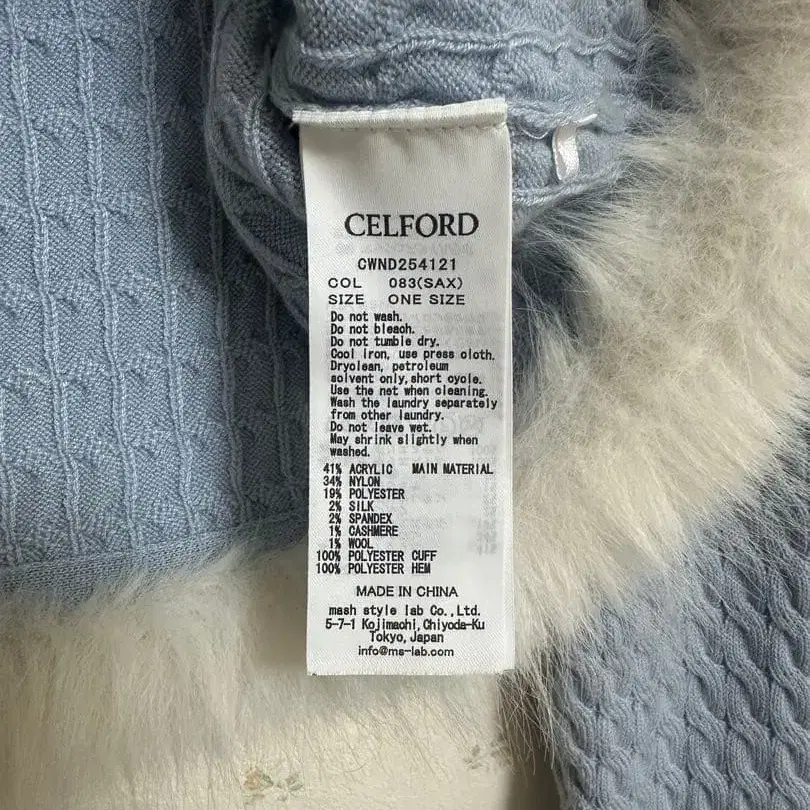 CELFORD
CWND254121
COL 083(SAX)
SIZE ONE SIZE
Do not wash.
Do not bleach.
Do not tumble dry.
Cool iron, use press cloth.
Dryclean, petroleum
solvent only,short cycle.
Use the net when cleaning.
Wash the laundry separately
from other laundry.
Do not leave wet.
May shrink slightly when
washed.
41% ACRYLIC MAIN MATERIAL
34% NYLON
19% POLYESTER
2% SILK
2% SPANDEX
1% CASHMERE
1% WOOL
100% POLYESTER CUFF
100% POLYESTER HEM
MADE IN CHINA
mash style lab Co.,Ltd.
5-7-1 Kojimachi,Chiyoda-Ku
Tokyo,Japan
info@ms-lab.com